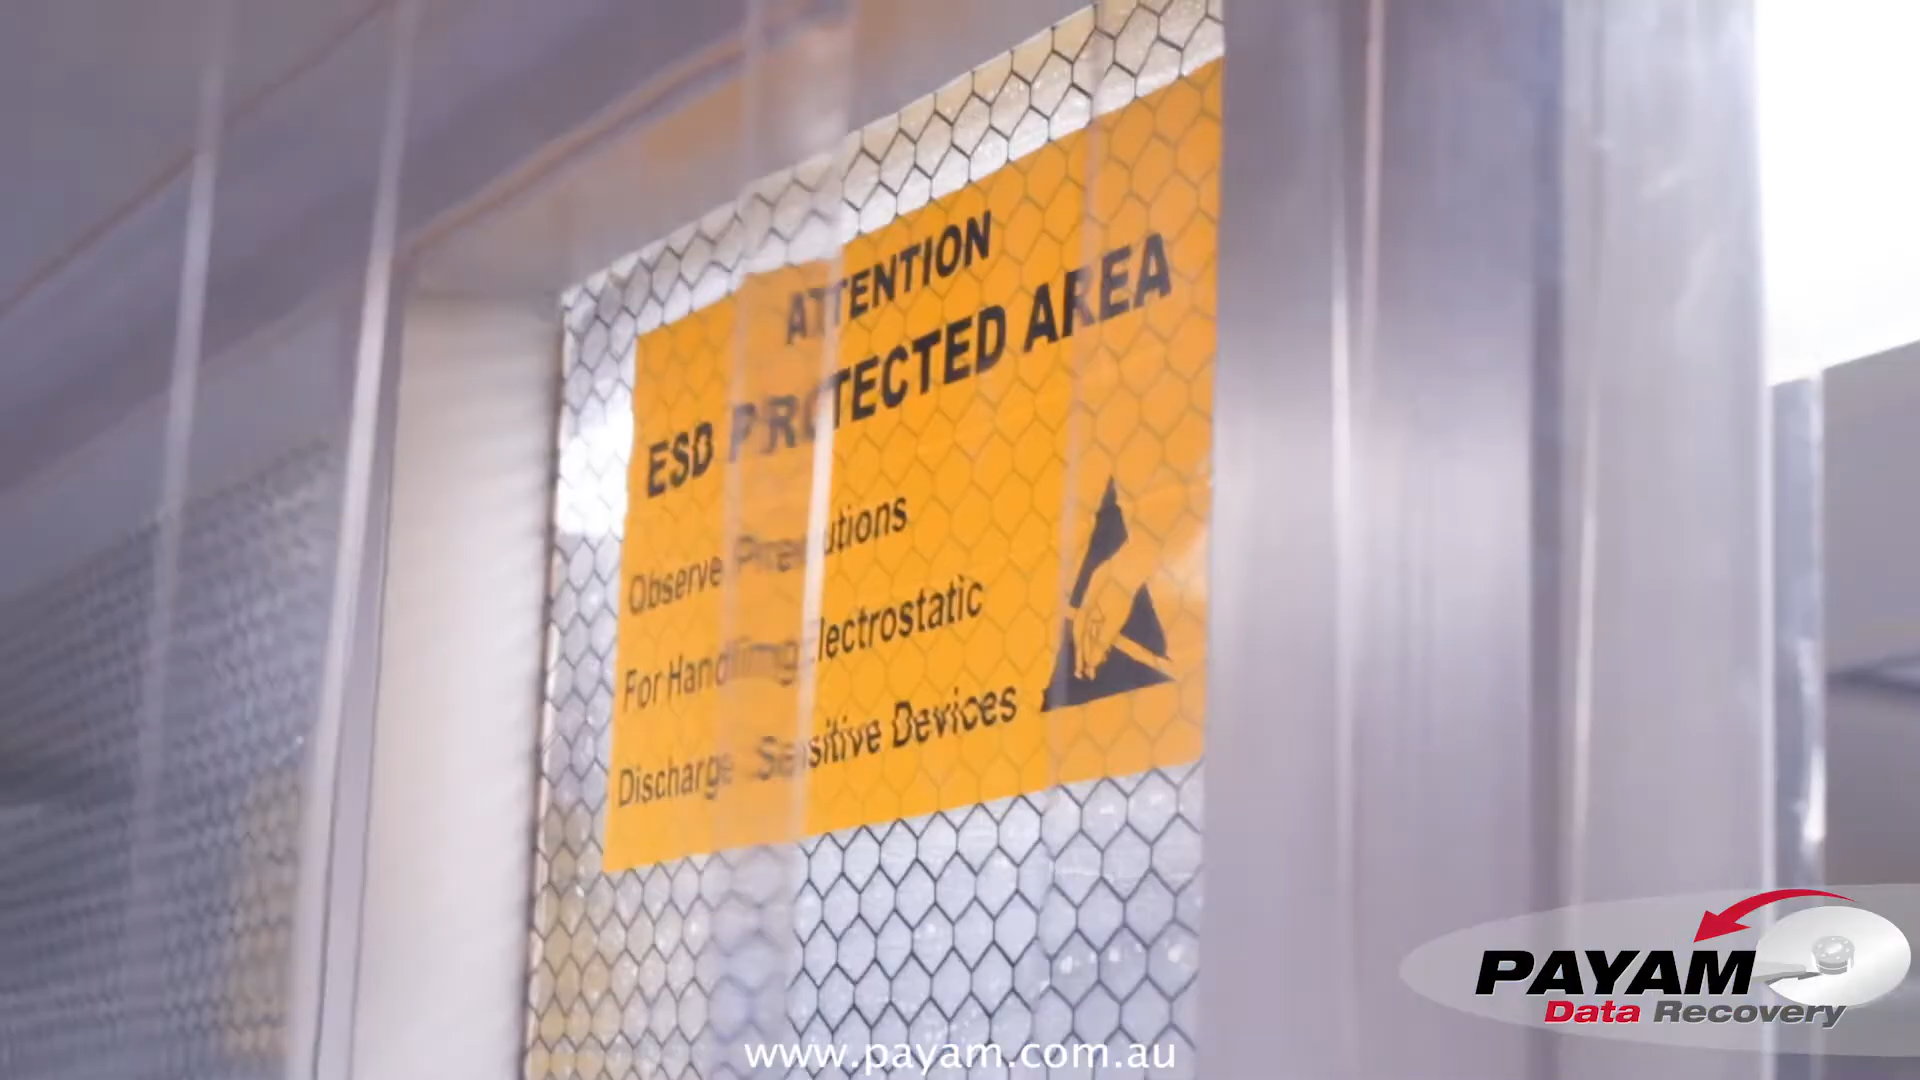 ATTENTION
ESD PROTECTED AREA
Observe Precautions
For Handling Electrostatic
Discharge Sensitive Devices
PAYAM
Data Recovery
www.payam.com.au